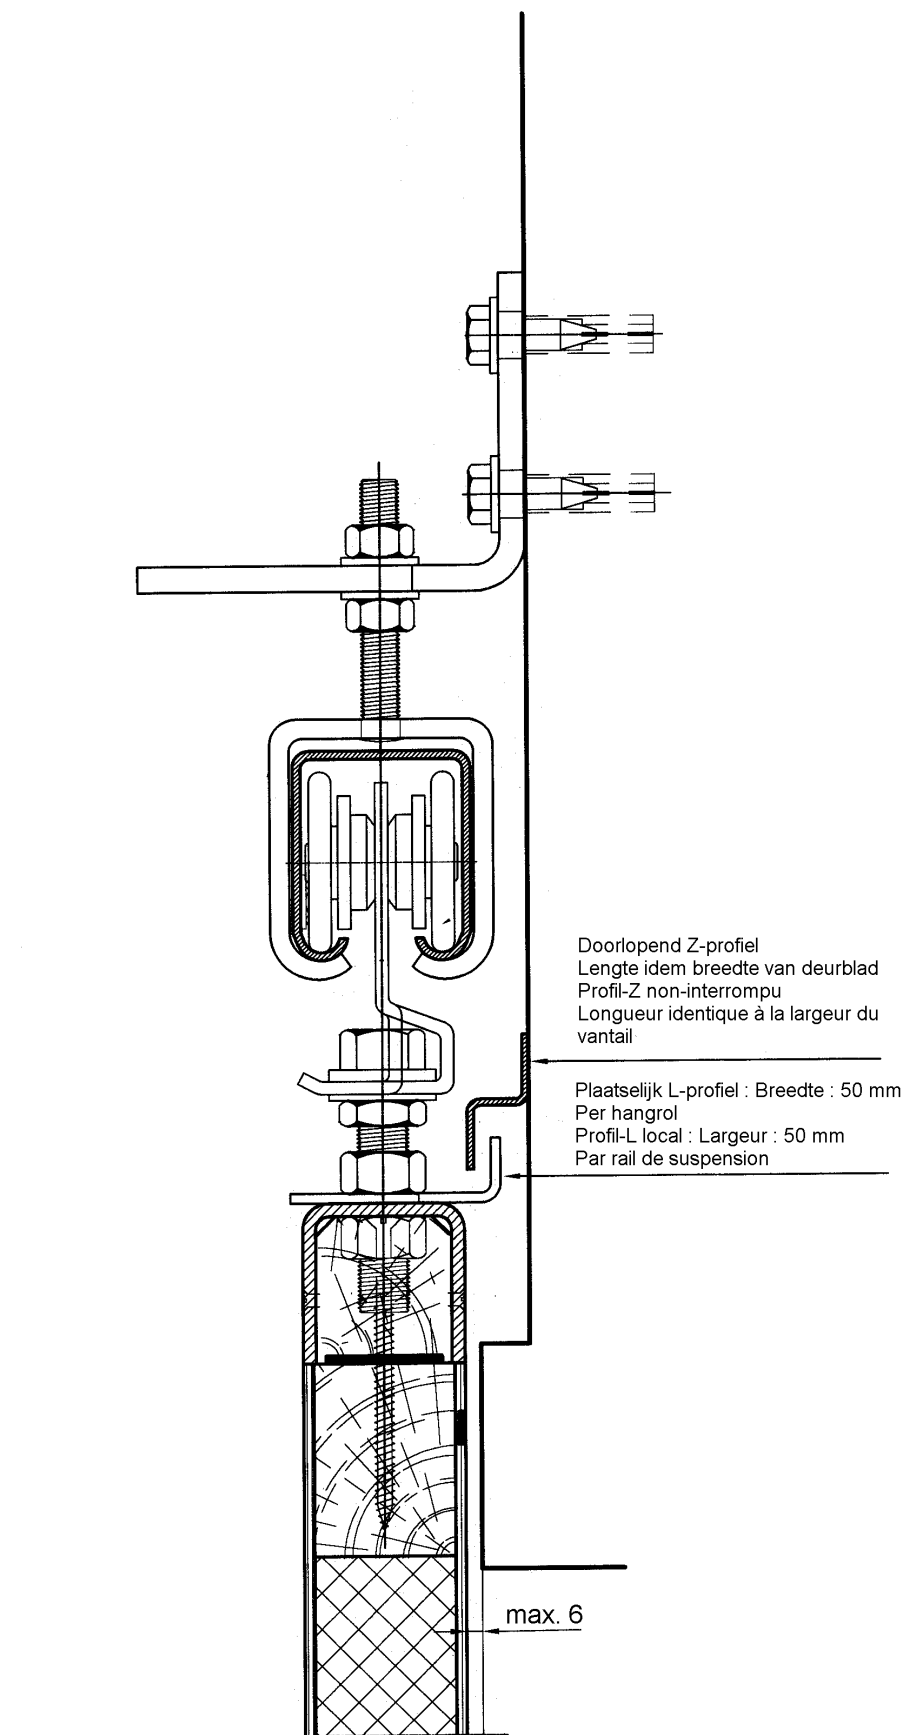 Doorlopend Z-profiel
Lengte idem breedte van deurblad
Profil-Z non-interrompu
Longueur identique à la largeur du
vantail
Plaatselijk L-profiel : Breedte : 50 mm
Per hangrol
Profil-L local : Largeur : 50 mm
Par rail de suspension
max. 6